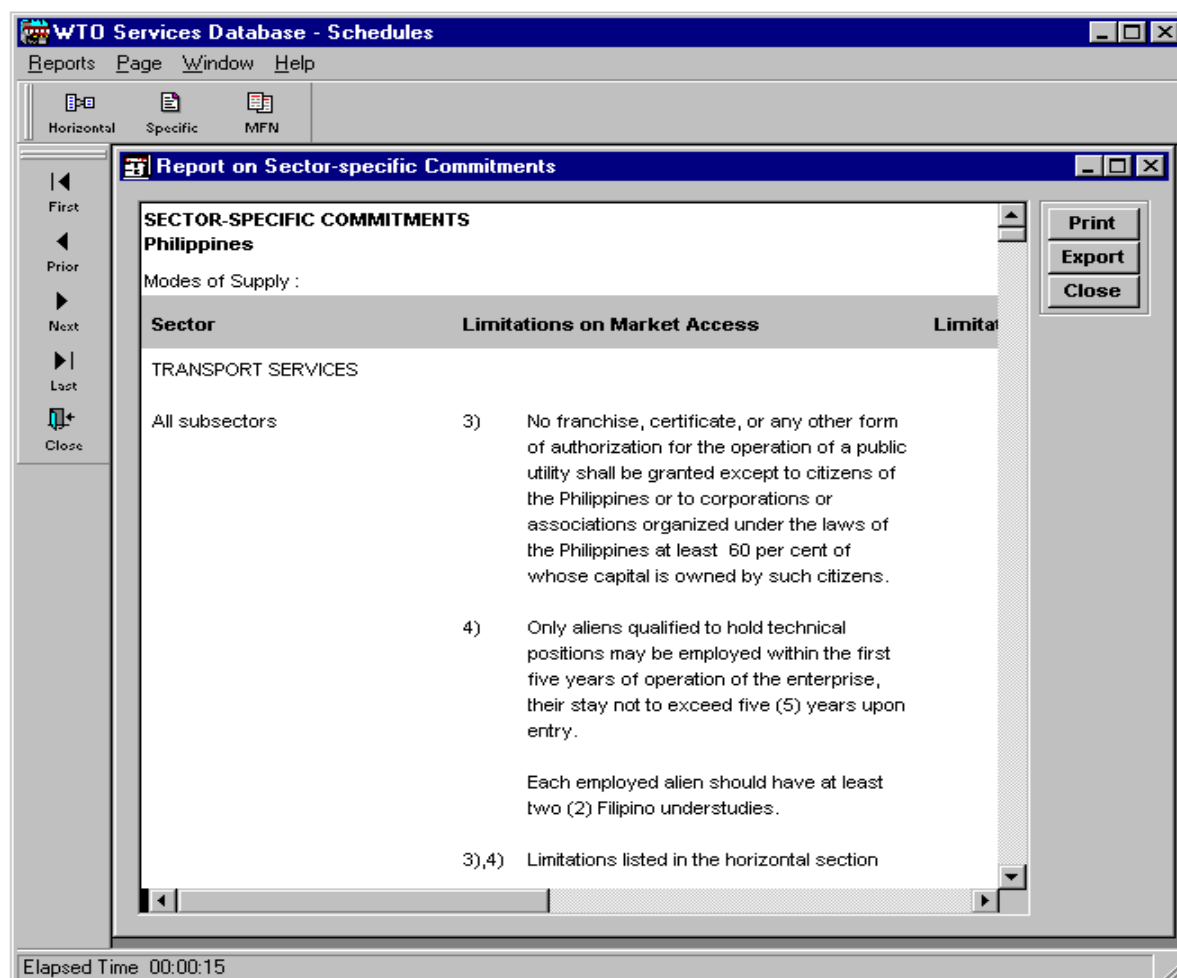 WTO Services Database - Schedules
Reports Page Window Help
Horizontal Specific MFN
First
Prior
Next
Last
Close
Report on Sector-specific Commitments
Print
Export
Close
SECTOR-SPECIFIC COMMITMENTS
Philippines
Modes of Supply :
Sector Limitations on Market Access Limitat
TRANSPORT SERVICES
All subsectors 3) No franchise, certificate, or any other form
of authorization for the operation of a public
utility shall be granted except to citizens of
the Philippines or to corporations or
associations organized under the laws of
the Philippines at least 60 per cent of
whose capital is owned by such citizens.
4) Only aliens qualified to hold technical
positions may be employed within the first
five years of operation of the enterprise,
their stay not to exceed five (5) years upon
entry.
Each employed alien should have at least
two (2) Filipino understudies.
3),4) Limitations listed in the horizontal section
Elapsed Time 00:00:15